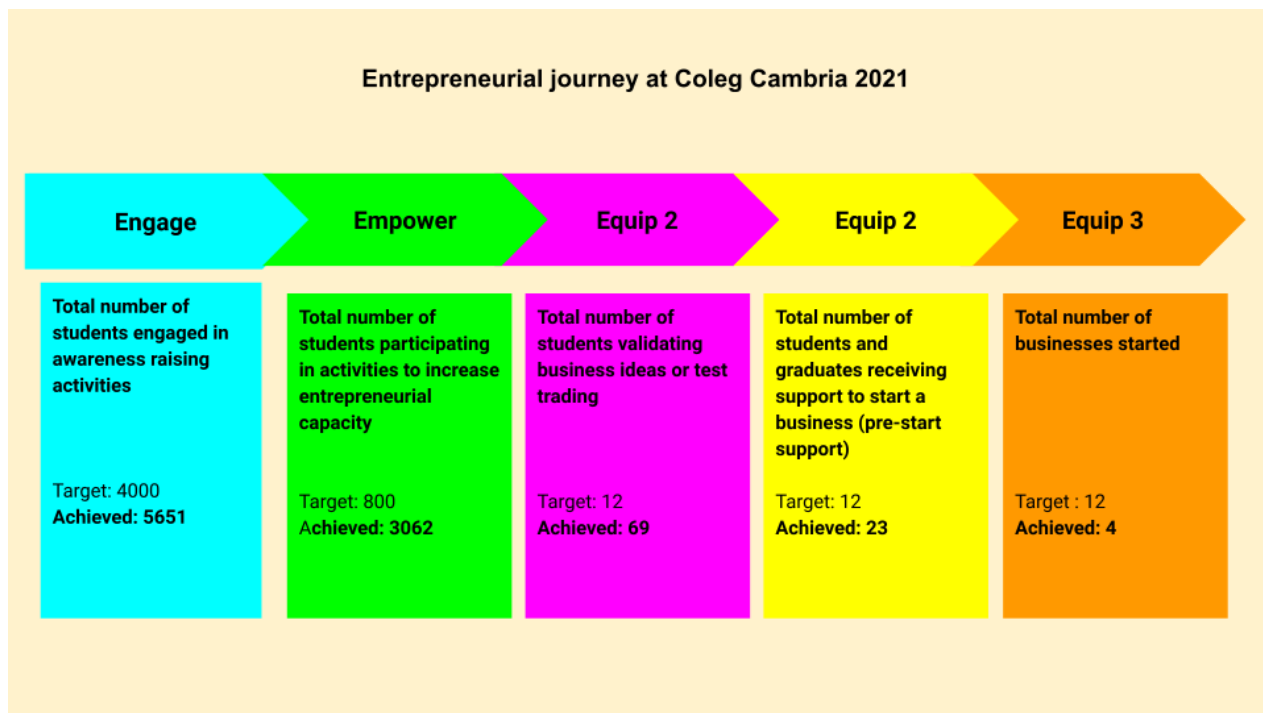 Entrepreneurial journey at Coleg Cambria 2021
Engage
Empower
Equip 2
Equip 2
Equip 3
Total number of
students engaged in
awareness raising
activities
Target: 4000
Achieved: 5651
Total number of
students participating
in activities to increase
entrepreneurial
capacity
Target: 800
Achieved: 3062
Total number of
students validating
business ideas or test
trading
Target: 12
Achieved: 69
Total number of
students and
graduates receiving
support to start a
business (pre-start
support)
Target: 12
Achieved: 23
Total number of
businesses started
Target : 12
Achieved: 4